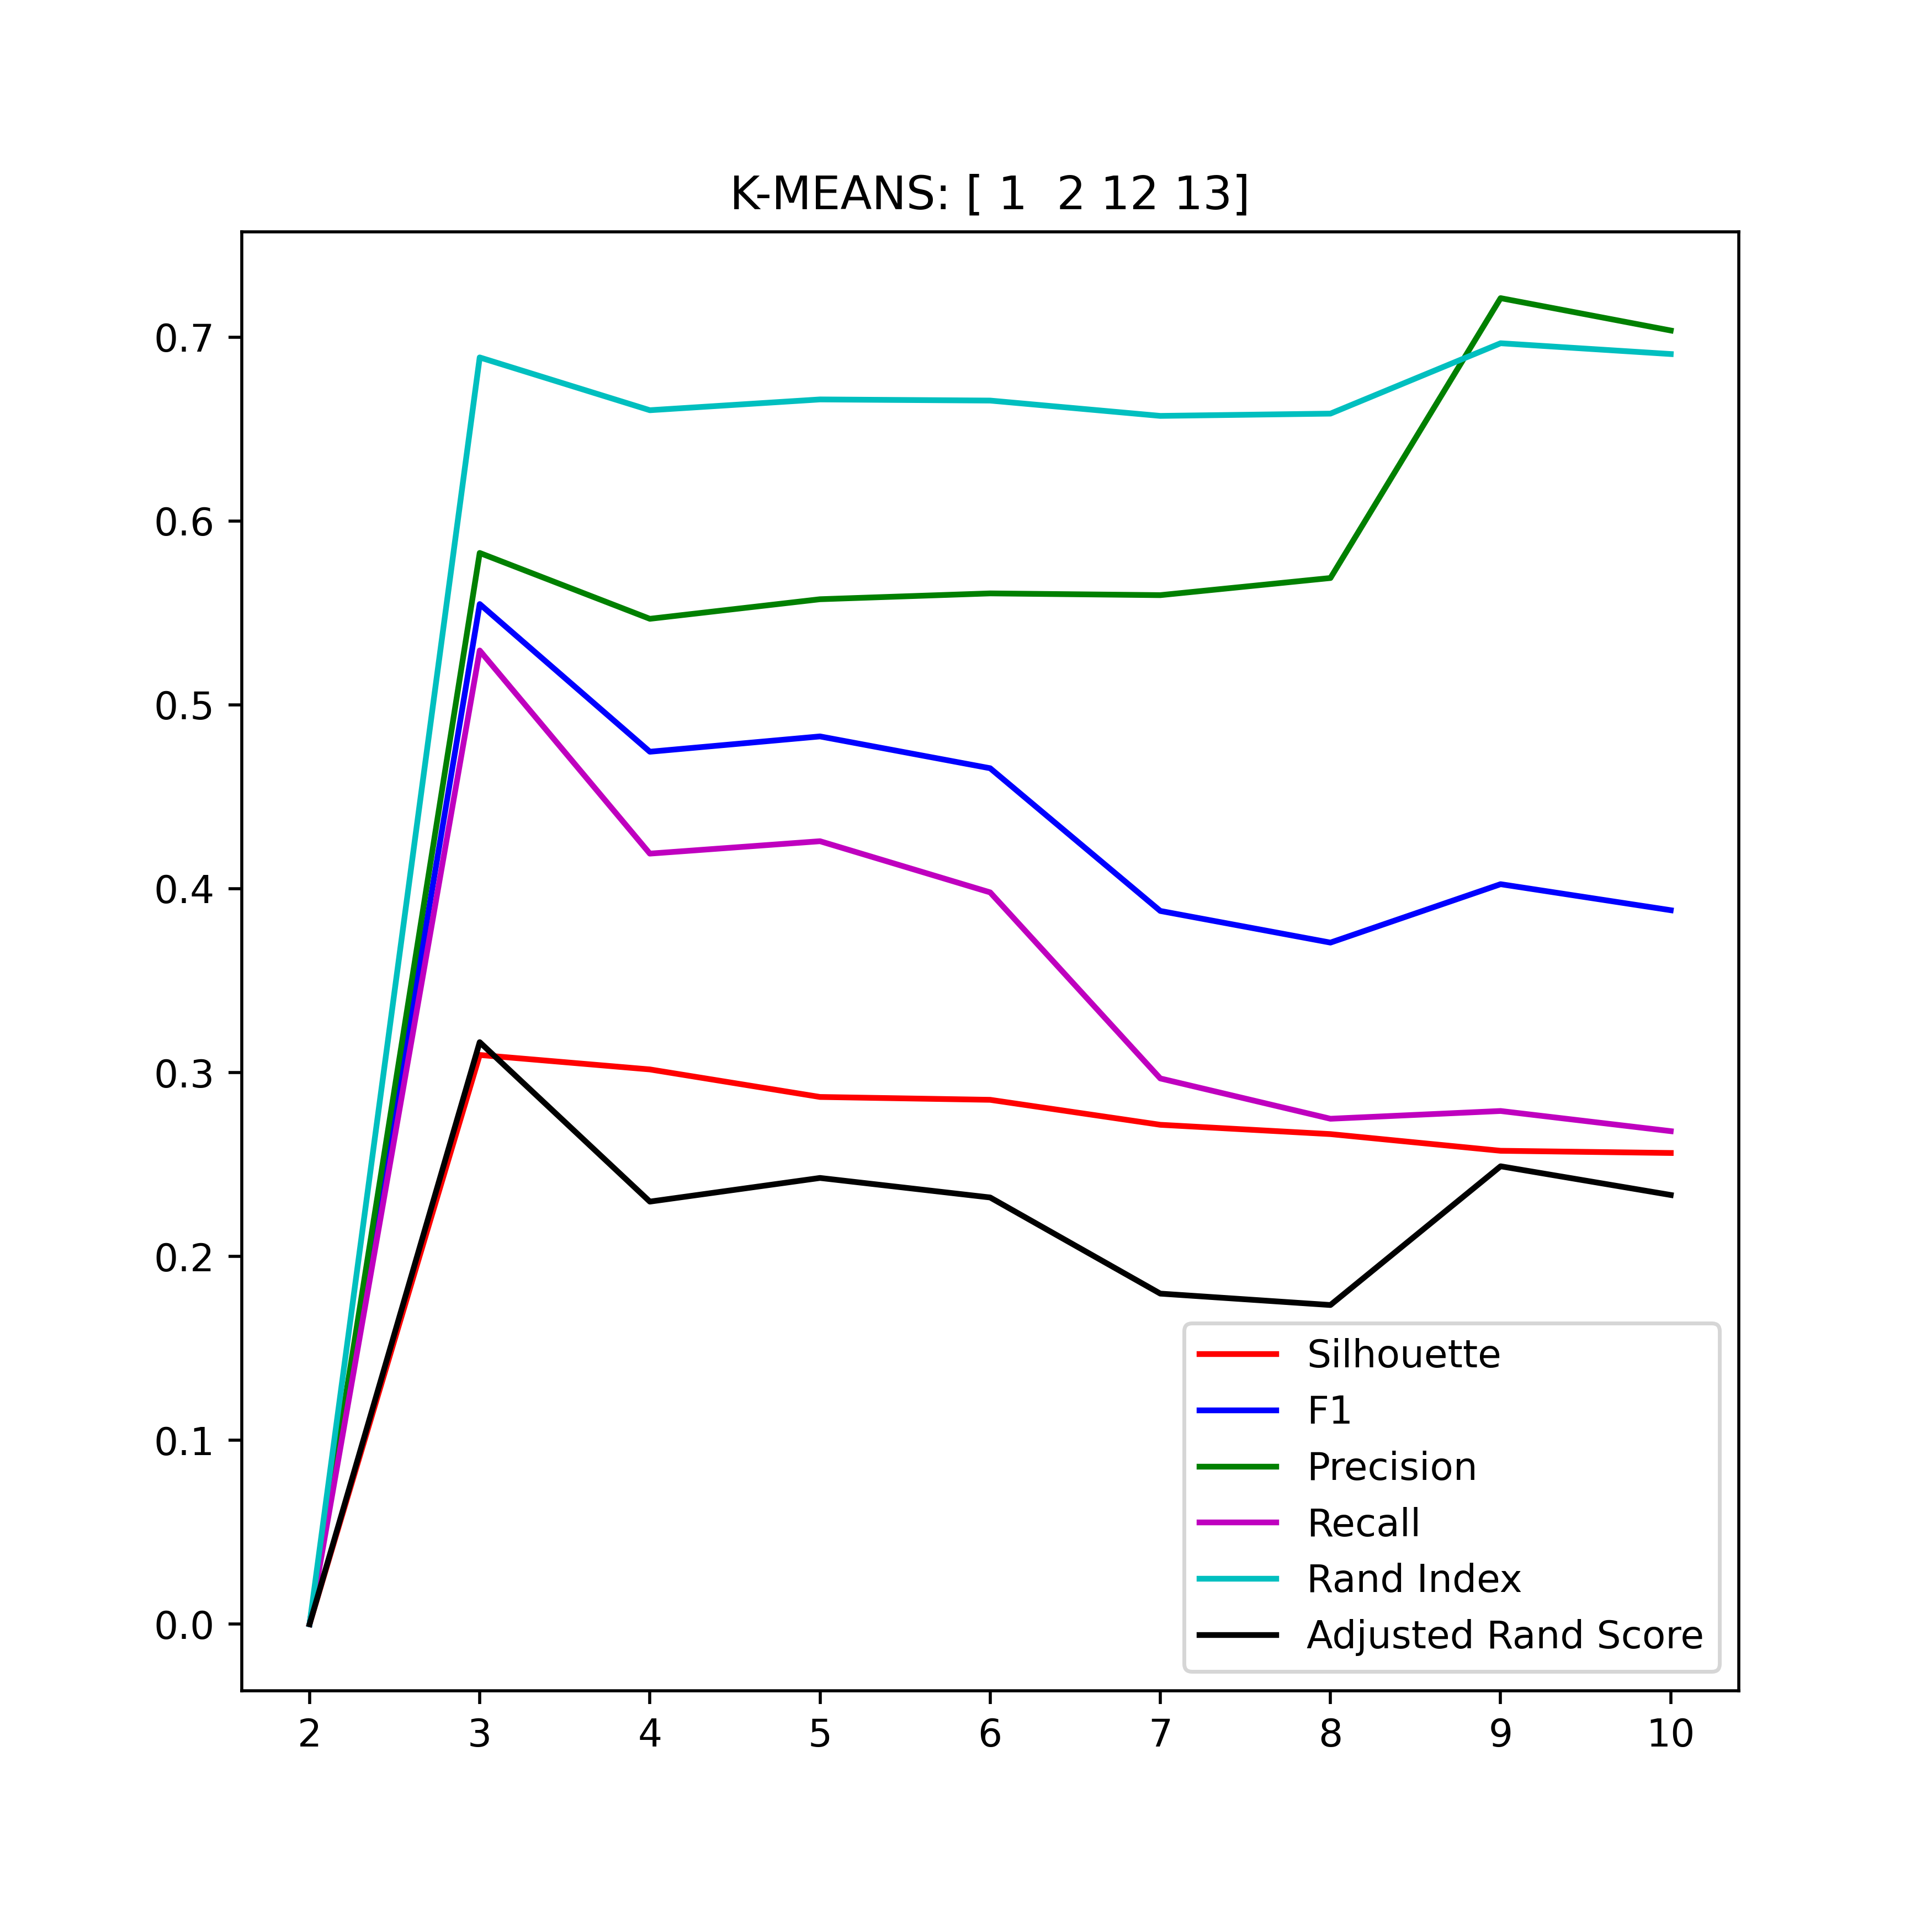 K-MEANS: [ 1  2 12 13]
0.7
0.6
0.5
0.4
0.3
0.2
0.1
0.0
Silhouette
F1
Precision
Recall
Rand Index
Adjusted Rand Score
2 3 4 5 6 7 8 9 10